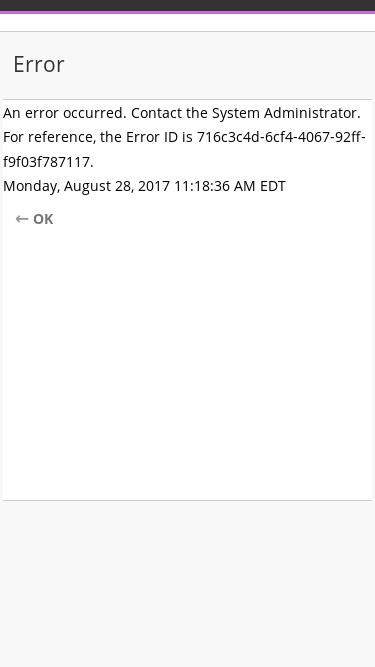 Error
An error occurred. Contact the System Administrator.
For reference, the Error ID is 716c3c4d-6cf4-4067-92ff-
f9f03f787117.
Monday, August 28, 2017 11:18:36 AM EDT
← OK